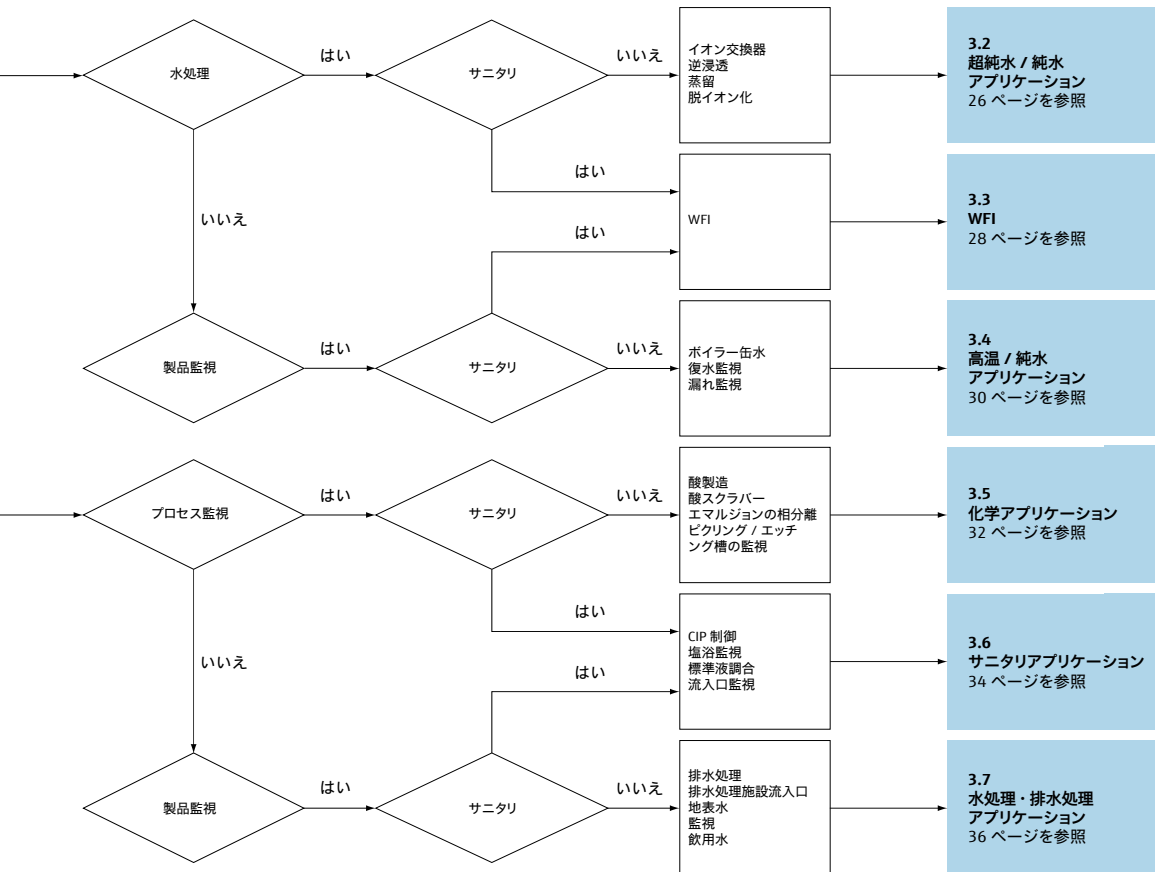 水処理
はい
サニタリ
いいえ
イオン交換器
逆浸透
蒸留
脱イオン化
3.2
超純水 / 純水
アプリケーション
26 ページを参照
はい
いいえ
はい
WFI
3.3
WFI
28 ページを参照
製品監視
はい
サニタリ
いいえ
ボイラー缶水
復水監視
漏れ監視
3.4
高温 / 純水
アプリケーション
30 ページを参照
プロセス監視
はい
サニタリ
いいえ
酸製造
酸スクラバー
エマルジョンの相分離
ピクリング / エッチ
ング槽の監視
3.5
化学アプリケーション
32 ページを参照
はい
いいえ
はい
CIP 制御
塩浴監視
標準液調合
流入口監視
3.6
サニタリアプリケーション
34 ページを参照
製品監視
はい
サニタリ
いいえ
排水処理
排水処理施設流入口
地表水
監視
飲用水
3.7
水処理・排水処理
アプリケーション
36 ページを参照